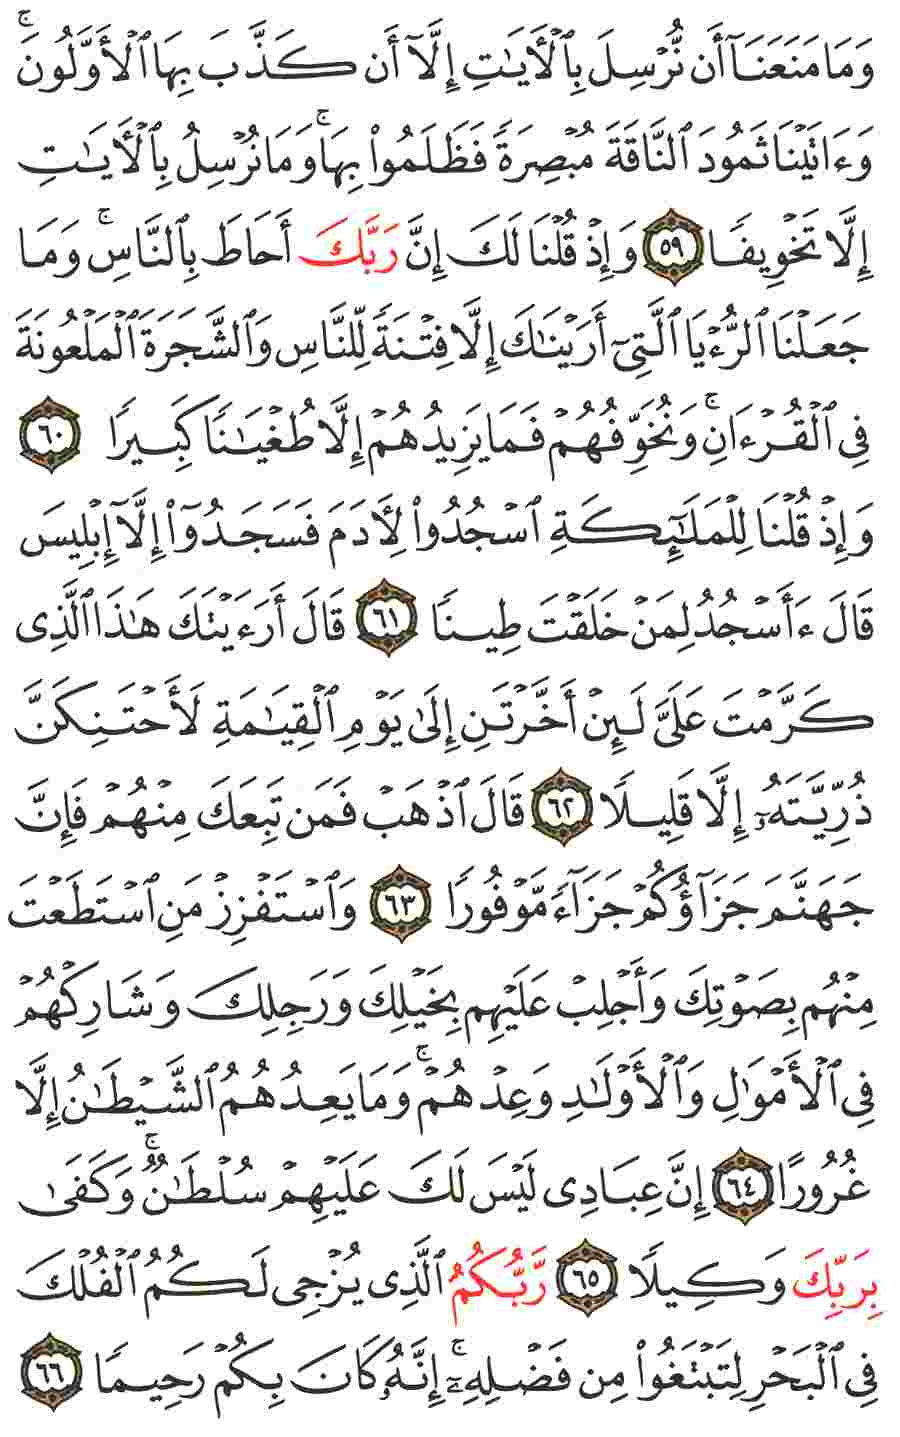 وَمَا مَنَعَنَآ أَن نُّرْسِلَ بِٱلْـَٔايَٰتِ إِلَّآ أَن كَذَّبَ بِهَا ٱلْأَوَّلُونَ ۚ
وَءَاتَيْنَا ثَمُودَ ٱلنَّاقَةَ مُبْصِرَةً فَظَلَمُوا۟ بِهَا ۚ وَمَا نُرْسِلُ بِٱلْـَٔايَٰتِ
إِلَّا تَخْوِيفًا ٥٩ وَإِذْ قُلْنَا لَكَ إِنَّ رَبَّكَ أَحَاطَ بِٱلنَّاسِ ۚ وَمَا
جَعَلْنَا ٱلرُّءْيَا ٱلَّتِىٓ أَرَيْنَٰكَ إِلَّا فِتْنَةً لِّلنَّاسِ وَٱلشَّجَرَةَ ٱلْمَلْعُونَةَ
فِى ٱلْقُرْءَانِ ۚ وَنُخَوِّفُهُمْ فَمَا يَزِيدُهُمْ إِلَّا طُغْيَٰنًا كَبِيرًا ٦٠
وَإِذْ قُلْنَا لِلْمَلَٰٓئِكَةِ ٱسْجُدُوا۟ لِـَٔادَمَ فَسَجَدُوٓا۟ إِلَّآ إِبْلِيسَ
قَالَ ءَأَسْجُدُ لِمَنْ خَلَقْتَ طِينًا ٦١ قَالَ أَرَءَيْتَكَ هَٰذَا ٱلَّذِى
كَرَّمْتَ عَلَىَّ لَئِنْ أَخَّرْتَنِ إِلَىٰ يَوْمِ ٱلْقِيَٰمَةِ لَأَحْتَنِكَنَّ
ذُرِّيَّتَهُۥٓ إِلَّا قَلِيلًا ٦٢ قَالَ ٱذْهَبْ فَمَن تَبِعَكَ مِنْهُمْ فَإِنَّ
جَهَنَّمَ جَزَآؤُكُمْ جَزَآءً مَّوْفُورًا ٦٣ وَٱسْتَفْزِزْ مَنِ ٱسْتَطَعْتَ
مِنْهُم بِصَوْتِكَ وَأَجْلِبْ عَلَيْهِم بِخَيْلِكَ وَرَجِلِكَ وَشَارِكْهُمْ
فِى ٱلْأَمْوَٰلِ وَٱلْأَوْلَٰدِ وَعِدْهُمْ ۚ وَمَا يَعِدُهُمُ ٱلشَّيْطَٰنُ إِلَّا
غُرُورًا ٦٤ إِنَّ عِبَادِى لَيْسَ لَكَ عَلَيْهِمْ سُلْطَٰنٌ ۚ وَكَفَىٰ
بِرَبِّكَ وَكِيلًا ٦٥ رَّبُّكُمُ ٱلَّذِى يُزْجِى لَكُمُ ٱلْفُلْكَ
فِى ٱلْبَحْرِ لِتَبْتَغُوا۟ مِن فَضْلِهِۦٓ ۚ إِنَّهُۥ كَانَ بِكُمْ رَحِيمًا ٦٦